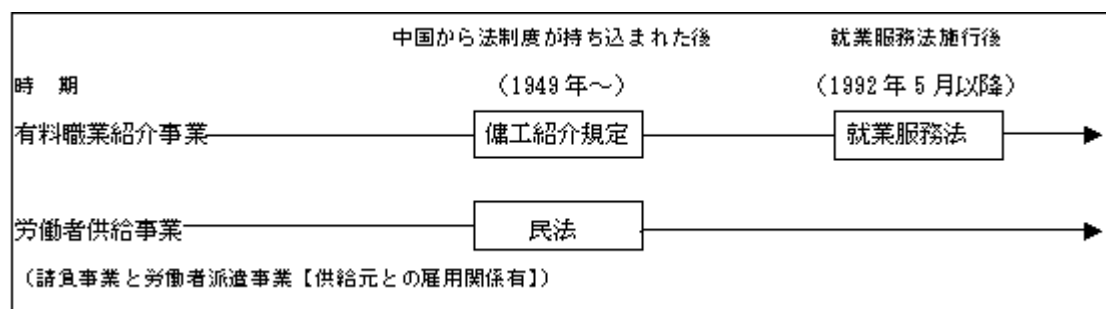 中国から法制度が持ち込まれた後 就業服務法施行後
時 期 (1949年～) (1992年5月以降)
有料職業紹介事業 傭工紹介規定 就業服務法
労働者供給事業 民法
(請負事業と労働者派遣事業【供給元との雇用関係有】)